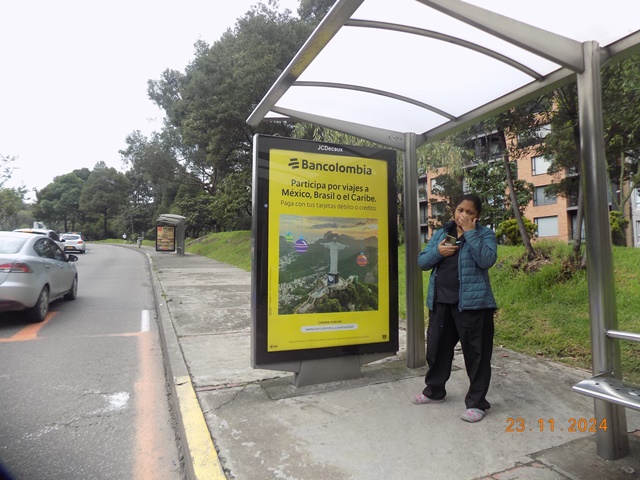 JCDecaux
Bancolombia
Participa por viajes a
México, Brasil o el Caribe.
Paga con tus tarjetas débito o crédito
23.11.2024